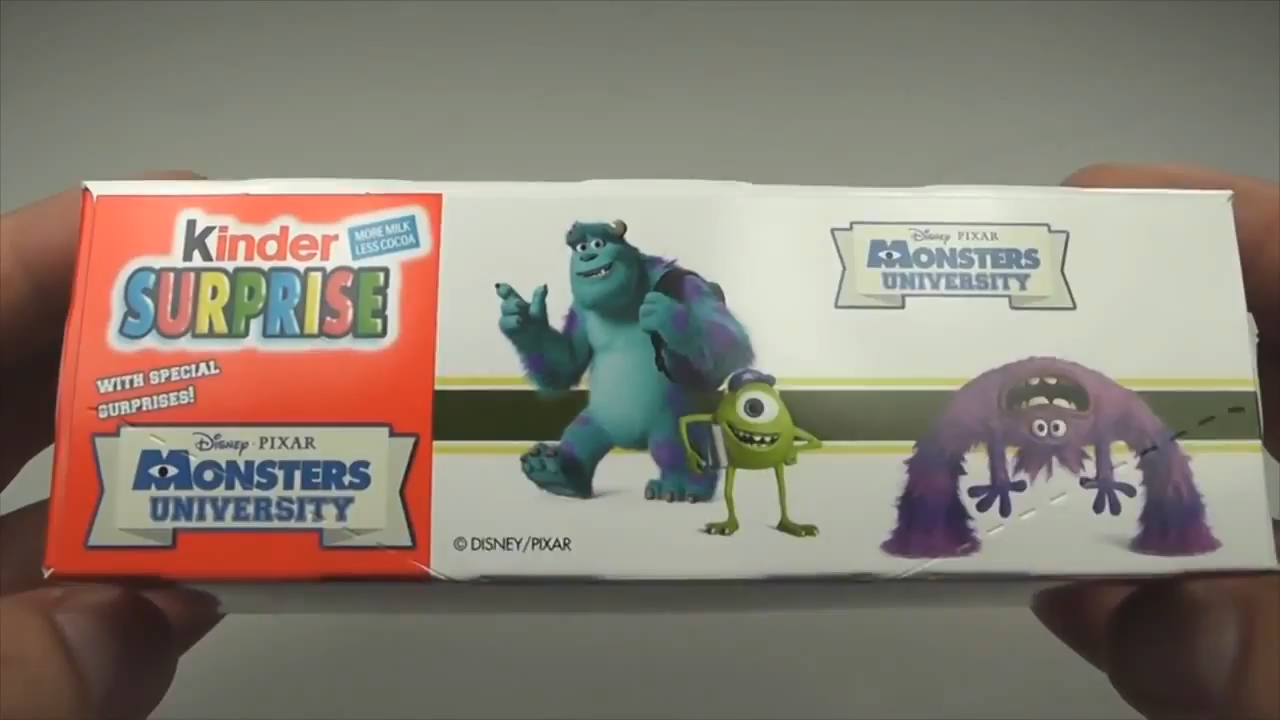 Kinder
MORE MILK
LESS COCOA
SURPRISE
WITH SPECIAL
SURPRISES!
Disney · PIXAR
MONSTERS
UNIVERSITY
© DISNEY/PIXAR
Disney PIXAR
MONSTERS
UNIVERSITY